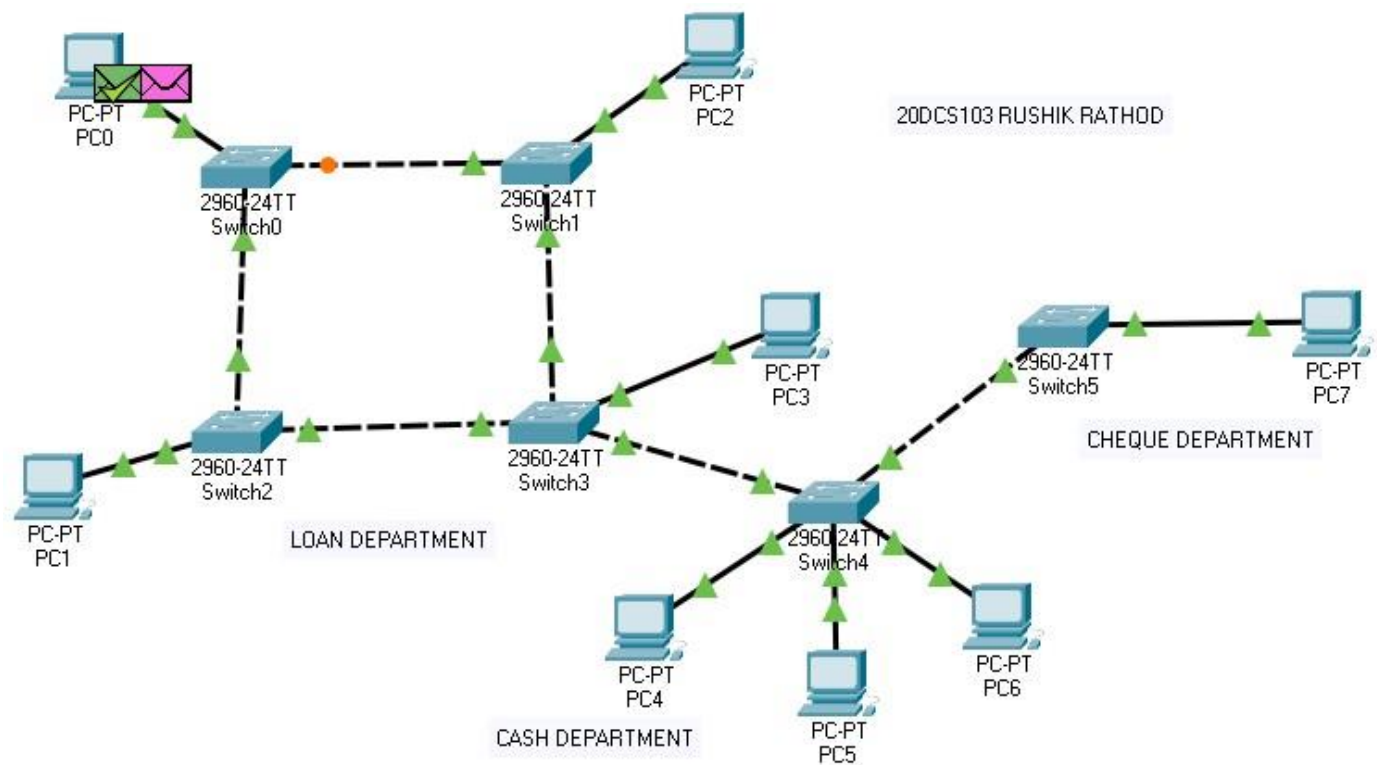 PC-PT
PC0
PC-PT
PC2
20DCS103 RUSHIK RATHOD
2960-24TT
Switch0
2960-24TT
Switch1
PC-PT
PC3
2960-24TT
Switch5
PC-PT
PC7
CHEQUE DEPARTMENT
2960-24TT
Switch2
2960-24TT
Switch3
PC-PT
PC1
LOAN DEPARTMENT
2960-24TT
Switch4
PC-PT
PC4
PC-PT
PC6
CASH DEPARTMENT
PC-PT
PC5